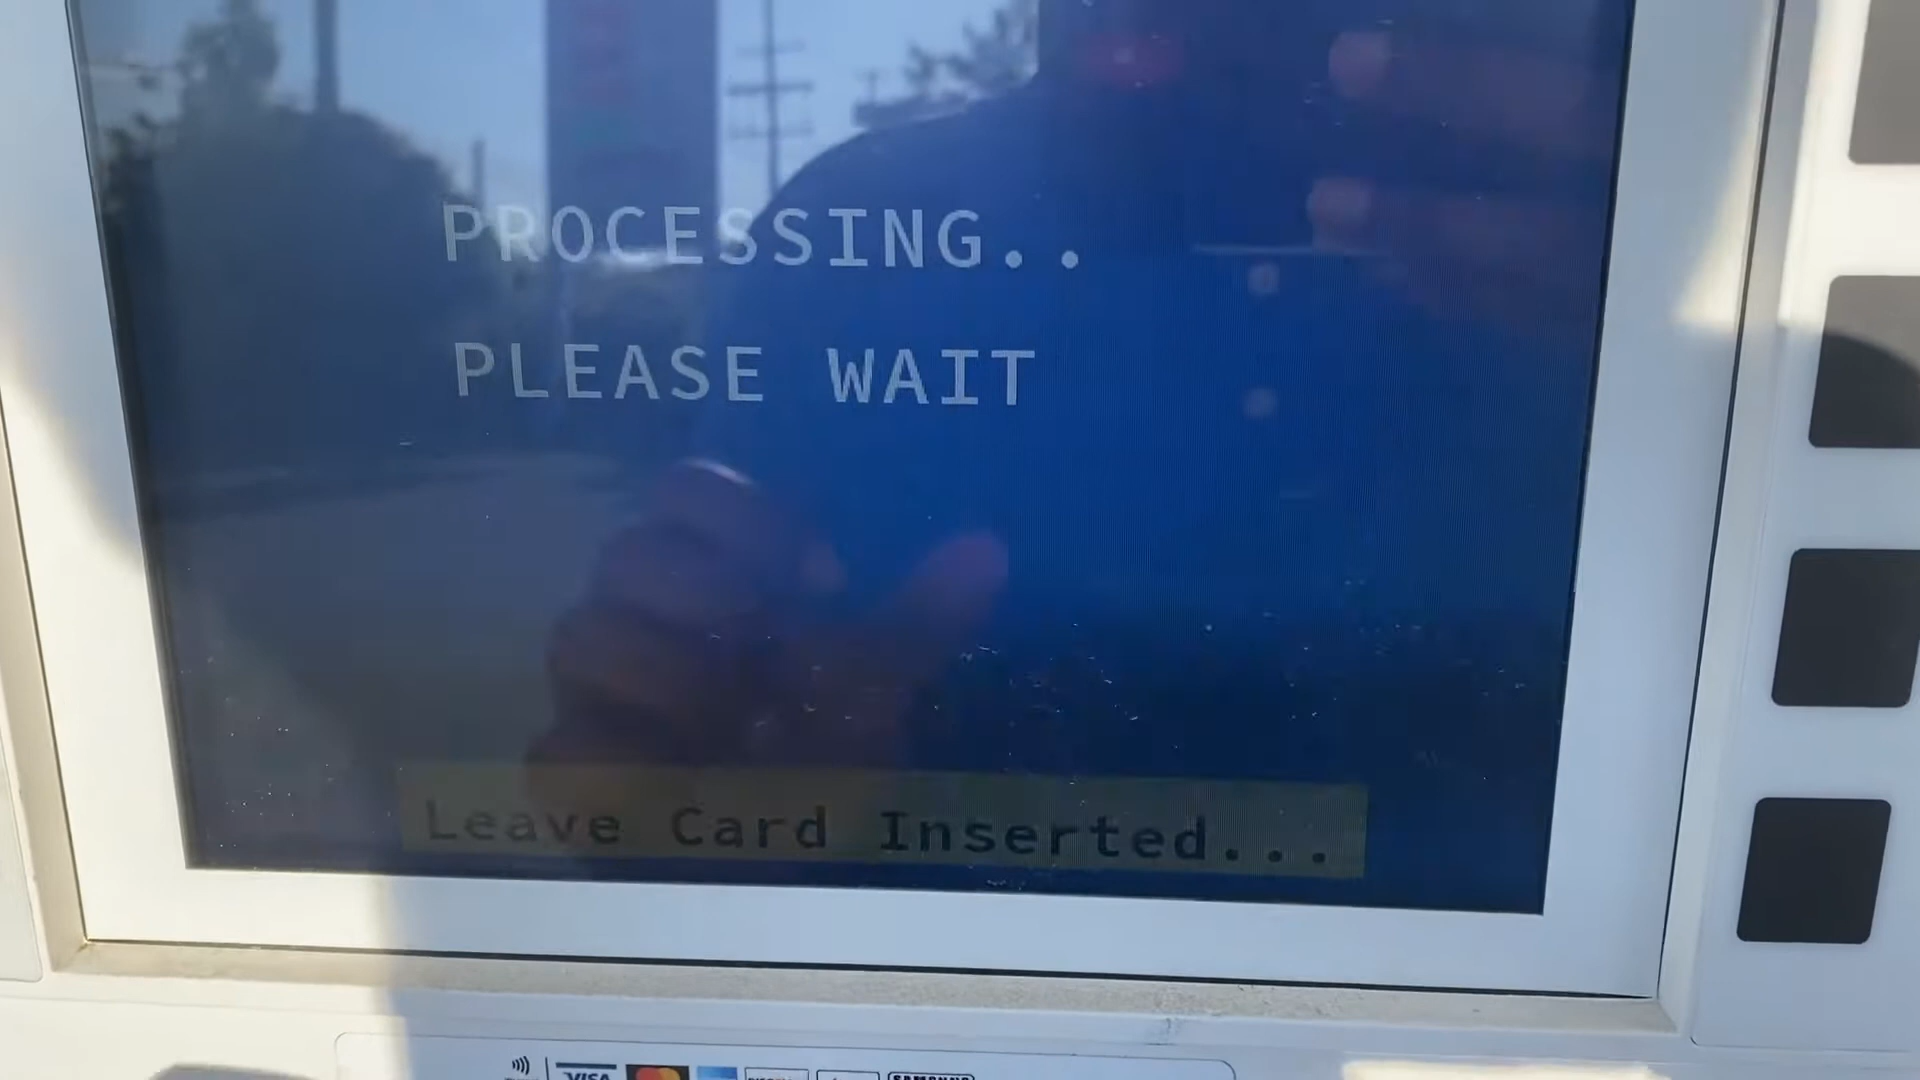 PROCESSING..
PLEASE WAIT
Leave Card Inserted...
VISA
SAMSUNG